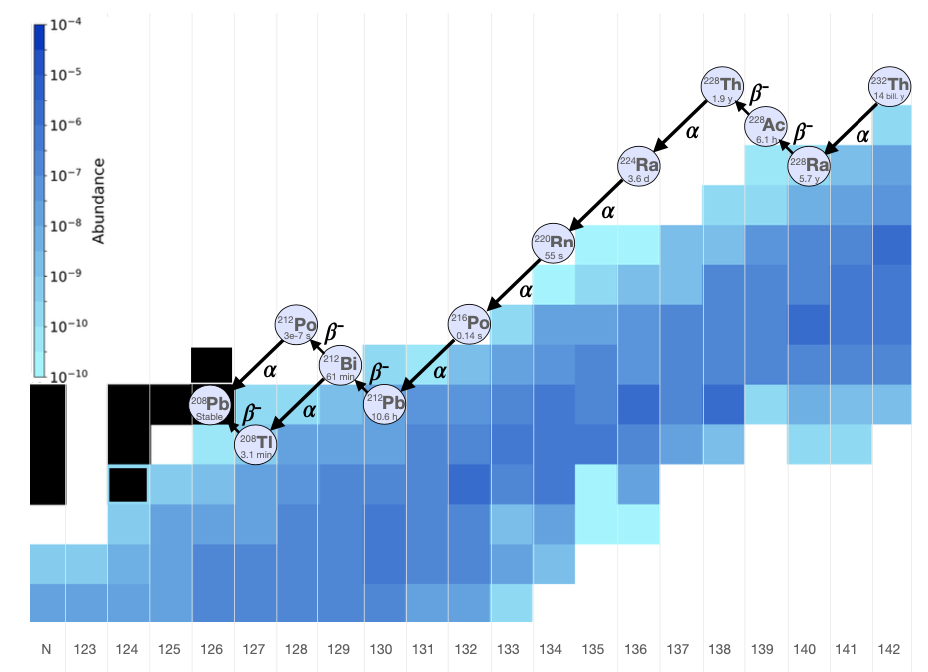 10⁻⁴
10⁻⁵
10⁻⁶
10⁻⁷
10⁻⁸
10⁻⁹
10⁻¹⁰
10⁻¹⁰
Abundance
²³²Th
14 bill. y
α
²²⁸Ra
5.7 y
β⁻
²²⁸Ac
6.1 h
β⁻
²²⁸Th
1.9 y
α
²²⁴Ra
3.6 d
α
²²⁰Rn
55 s
α
²¹⁶Po
0.14 s
α
²¹²Pb
10.6 h
β⁻
²¹²Bi
61 min
β⁻
²¹²Po
3e-7 s
α
α
²⁰⁸Tl
3.1 min
β⁻
²⁰⁸Pb
Stable
N 123 124 125 126 127 128 129 130 131 132 133 134 135 136 137 138 139 140 141 142